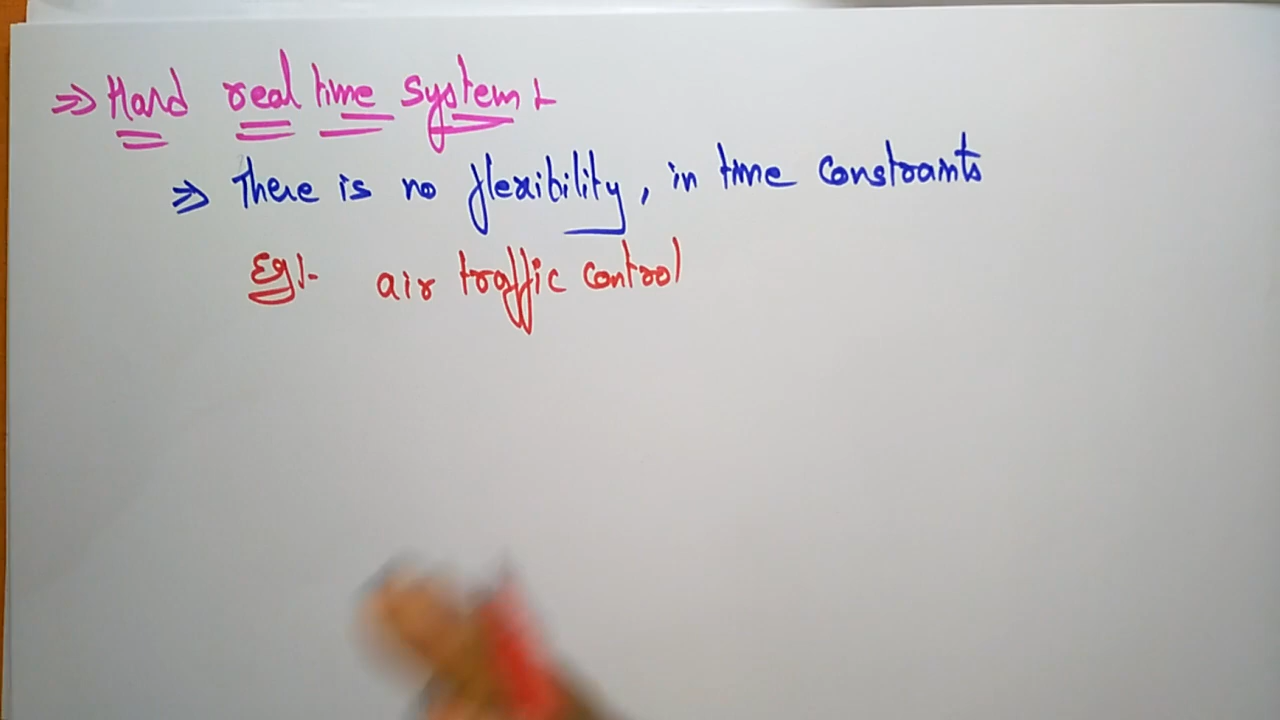 ⇒ Hard real time system :-
⇒ There is no flexibility, in time constraints
Eg:- air traffic control